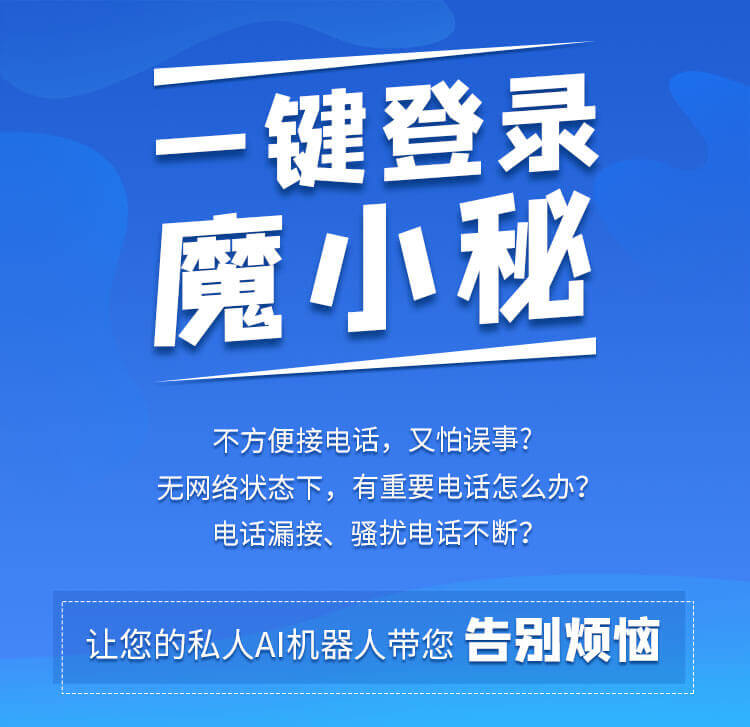 一键登录
魔小秘
不方便接电话，又怕误事?
无网络状态下，有重要电话怎么办?
电话漏接、骚扰电话不断?
让您的私人AI机器人带您 告别烦恼